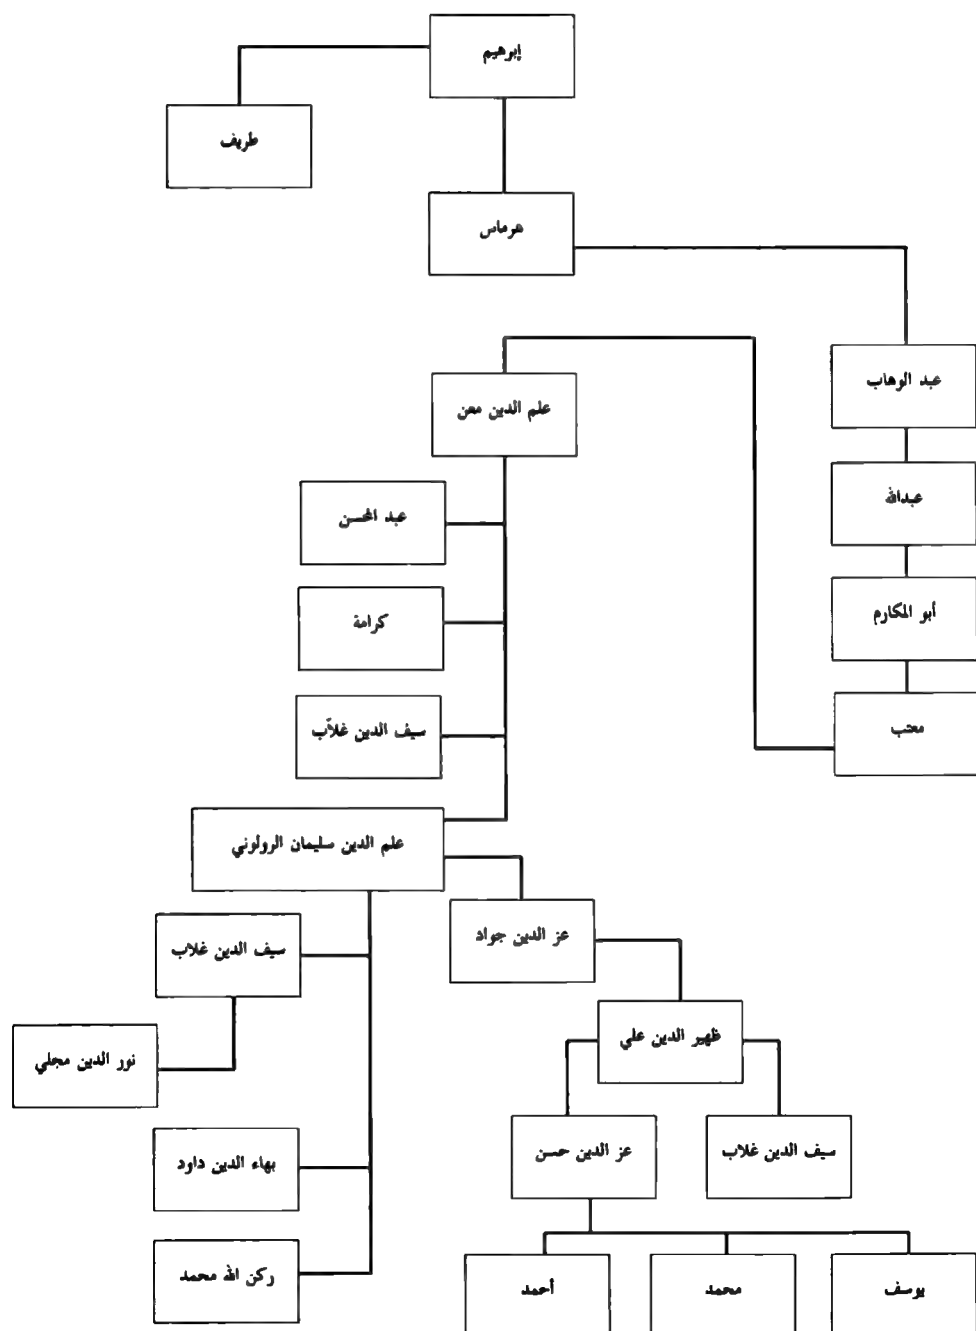 إبرهيم
طريف
هرماس
عبد الوهاب
علم الدين معن
عبدالله
عبد المحسن
أبو المكارم
كرامة
معتب
سيف الدين غلاّب
علم الدين سليمان الرولوني
عز الدين جواد
سيف الدين غلاب
ظهير الدين علي
نور الدين مجلي
سيف الدين غلاب
عز الدين حسن
بهاء الدين داود
ركن الله محمد
يوسف
محمد
أحمد